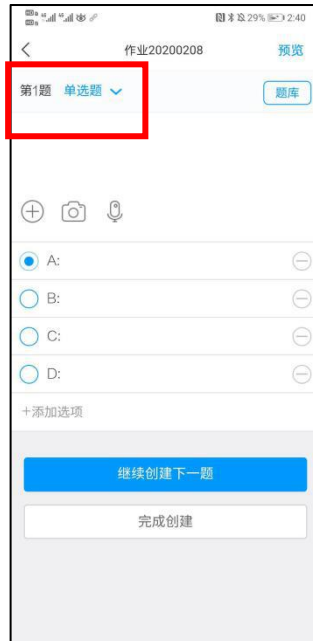 29% 2:40
作业20200208 预览
第1题 单选题 题库
A:
B:
C:
D:
+添加选项
继续创建下一题
完成创建